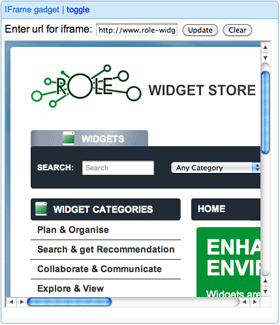 IFrame gadget | toggle
Enter url for iframe: http://www.role-widg Update Clear
ROLE WIDGET STORE
WIDGETS
SEARCH: Search Any Category
WIDGET CATEGORIES
HOME
Plan & Organise
Search & get Recommendation
Collaborate & Communicate
Explore & View
ENHA
ENVI
Widgets are